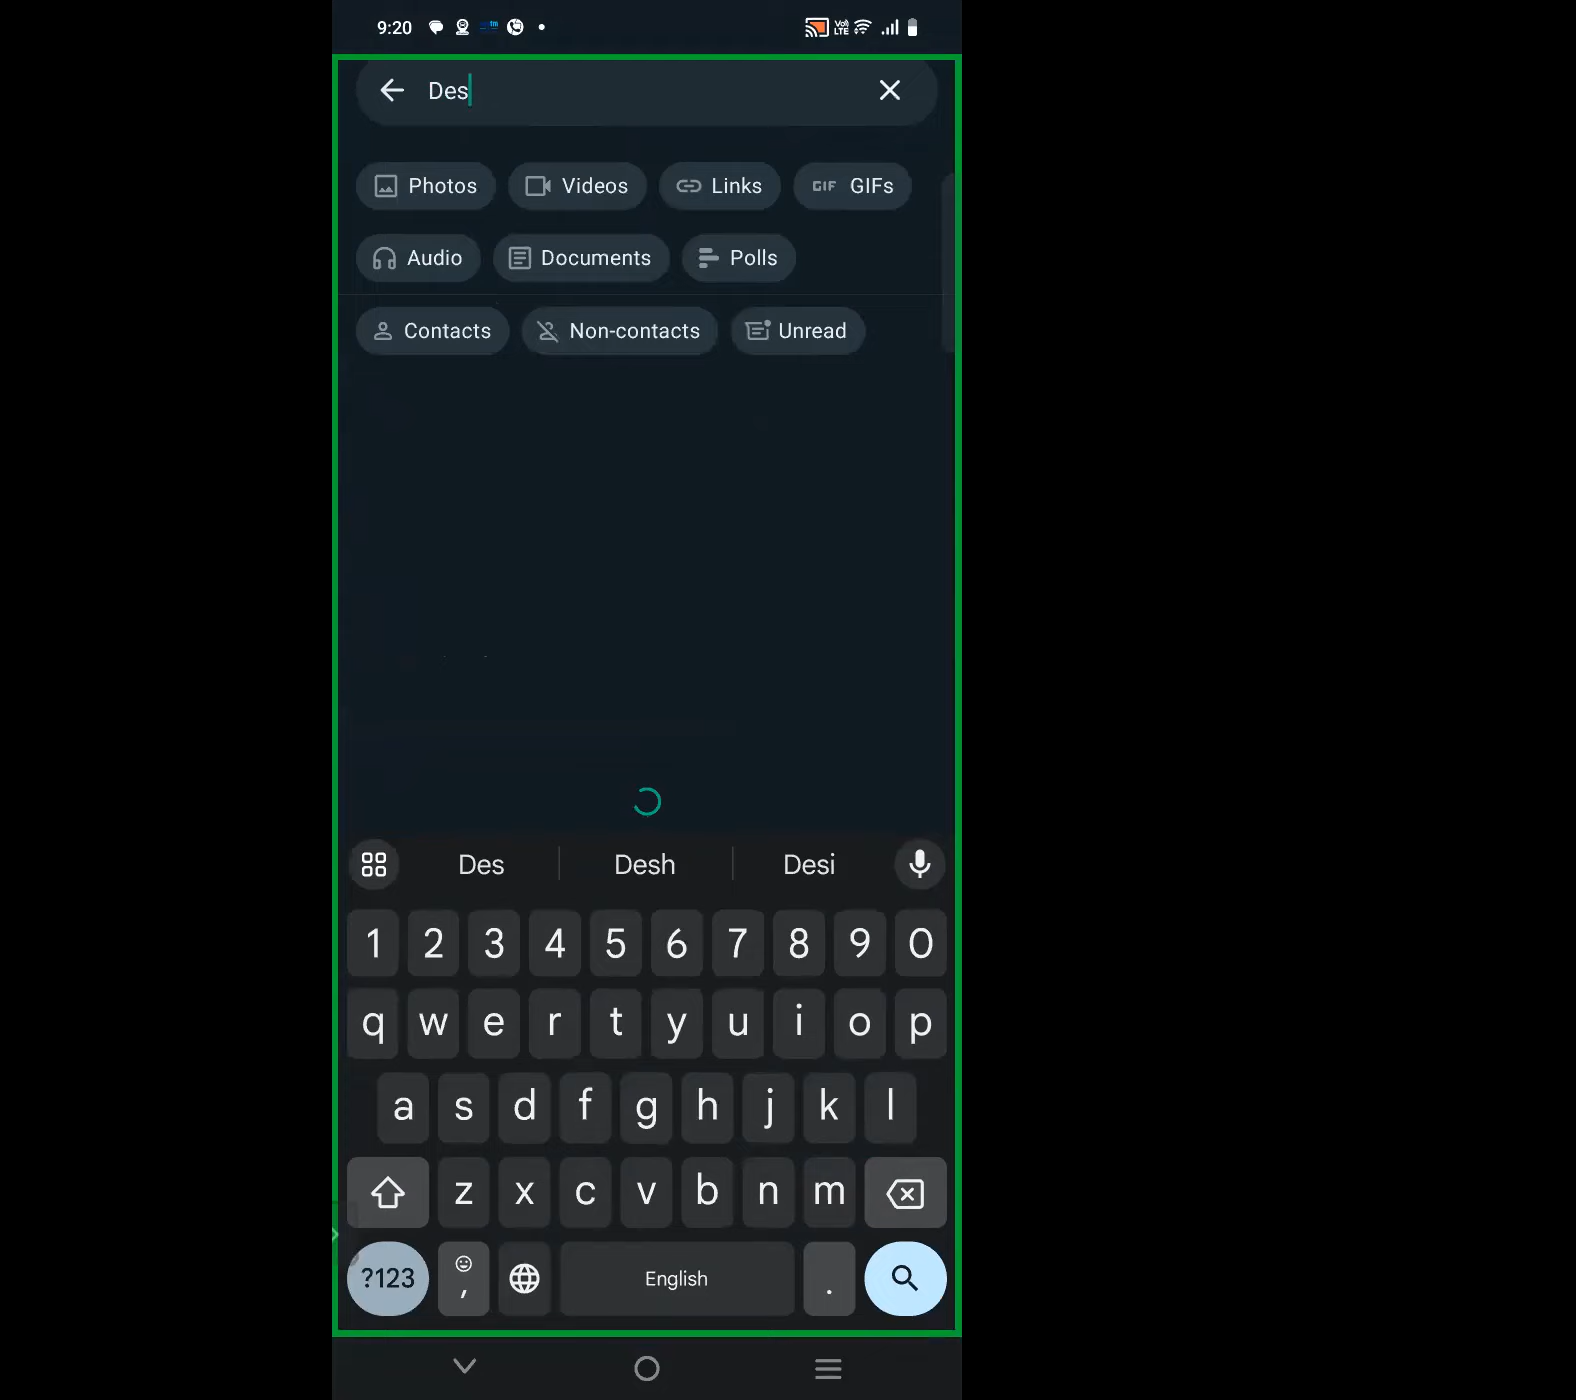 9:20
Des
Photos
Videos
Links
GIF GIFs
Audio
Documents
Polls
Contacts
Non-contacts
Unread
Des
Desh
Desi
1 2 3 4 5 6 7 8 9 0
q w e r t y u i o p
a s d f g h j k l
z x c v b n m
?123 , English .